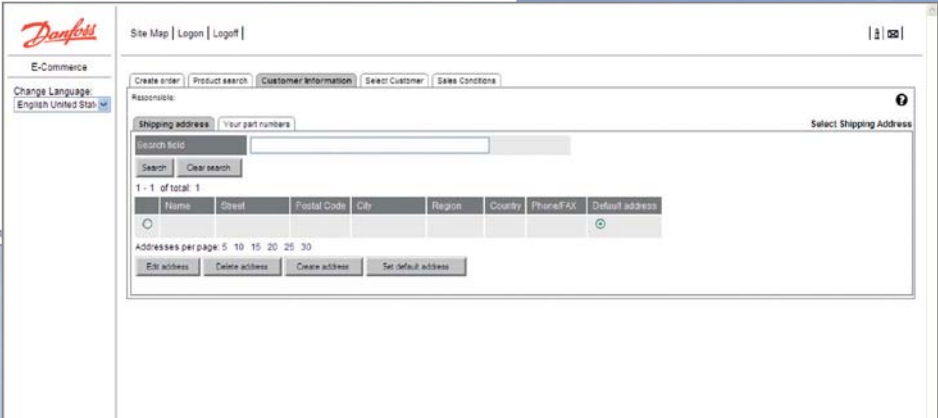 Danfoss
Site Map | Logon | Logoff |
E-Commerce
Change Language:
English United Stat
Create order
Product search
Customer Information
Select Customer
Sales Conditions
Responsible:
Shipping address
Your part numbers
Select Shipping Address
Search field
Search
Clear search
1 - 1 of total: 1
Name
Street
Postal Code
City
Region
Country
Phone/FAX
Default address
Addresses per page: 5 10 15 20 25 30
Edit address
Delete address
Create address
Set default address